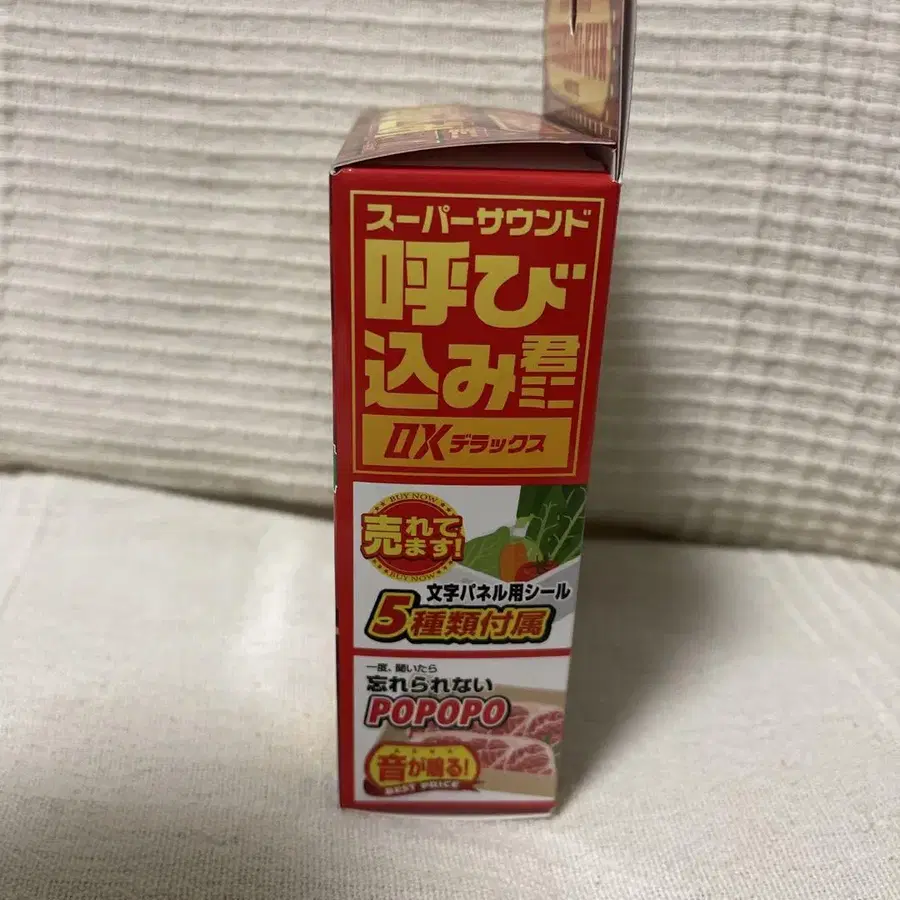 スーパーサウンド
呼び
込み君ミニ
DXデラックス
BUY NOW
売れて
ます!
BUY NOW
文字パネル用シール
5種類付属
一度、聞いたら
忘れられない
POPOPO
音が贈る!
BEST PRICE